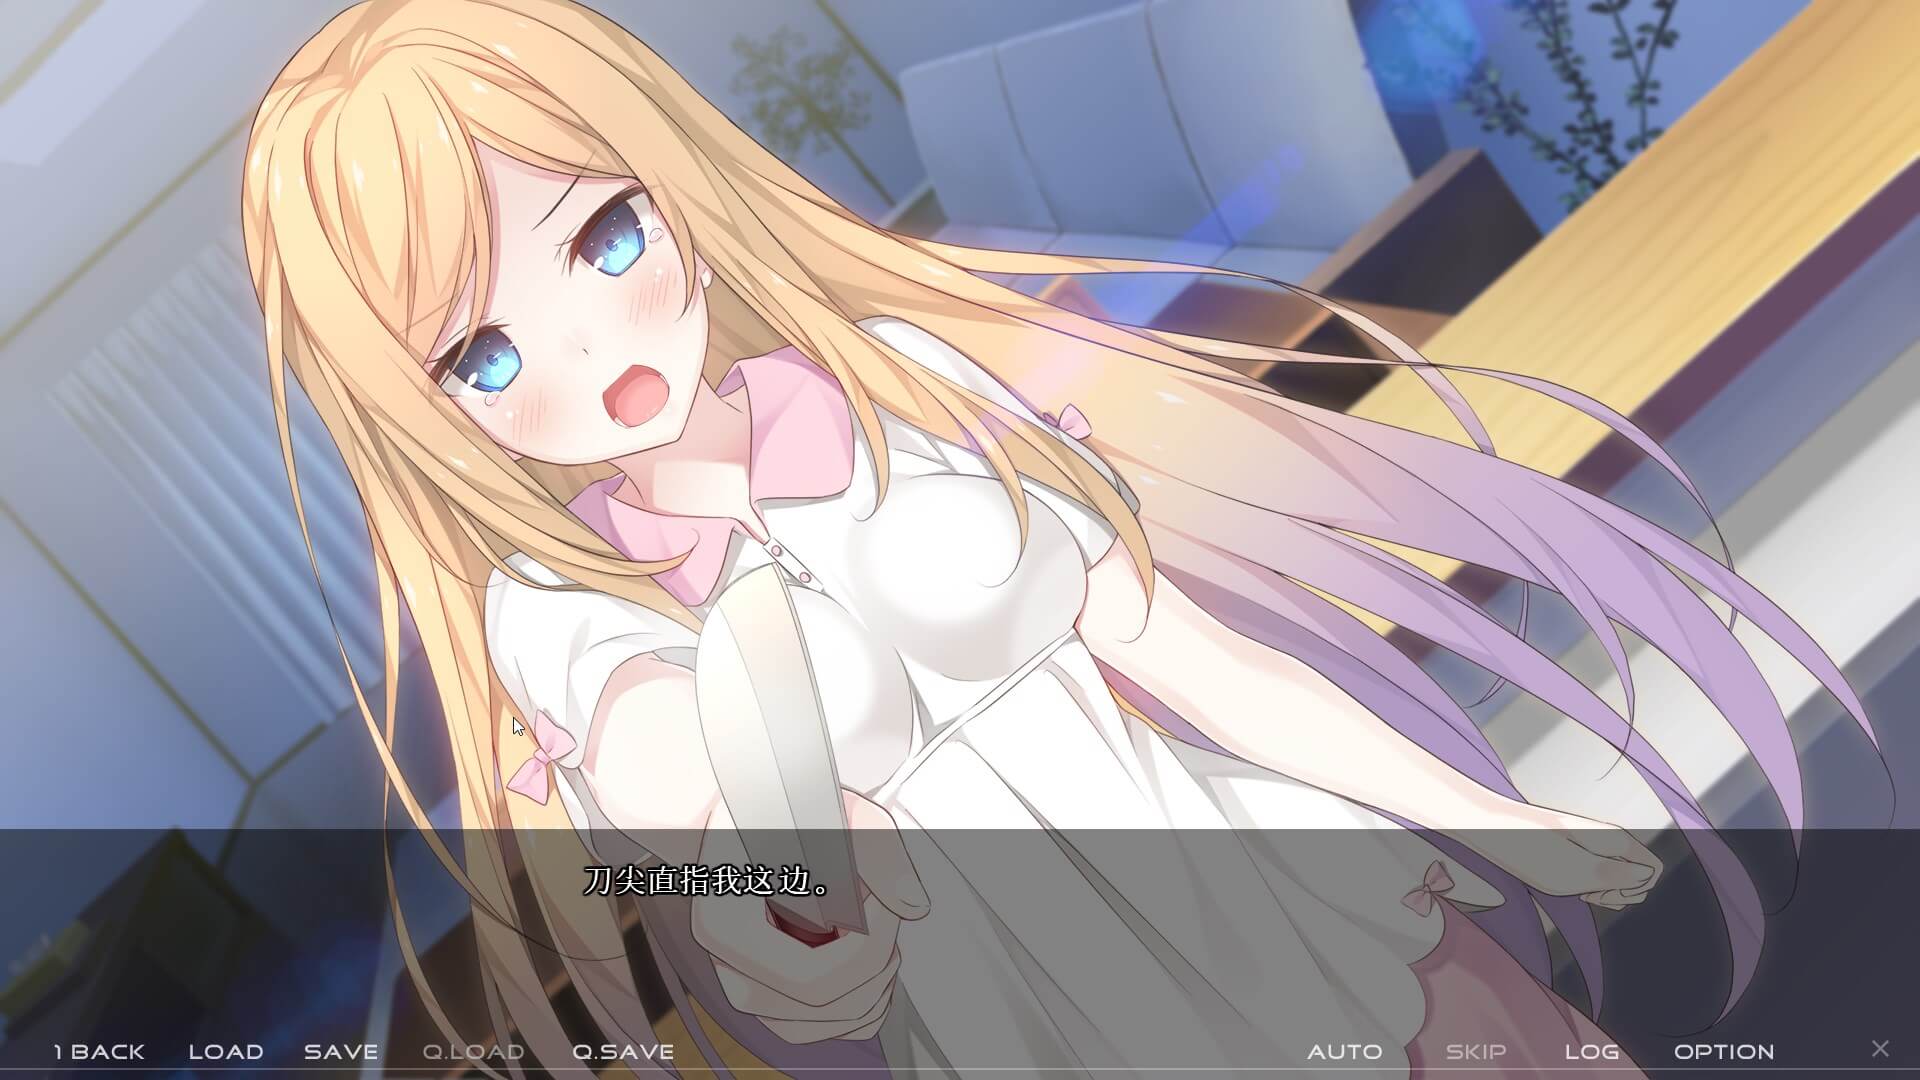 刀尖直指我这边。
1 BACK LOAD SAVE Q.LOAD Q.SAVE AUTO SKIP LOG OPTION